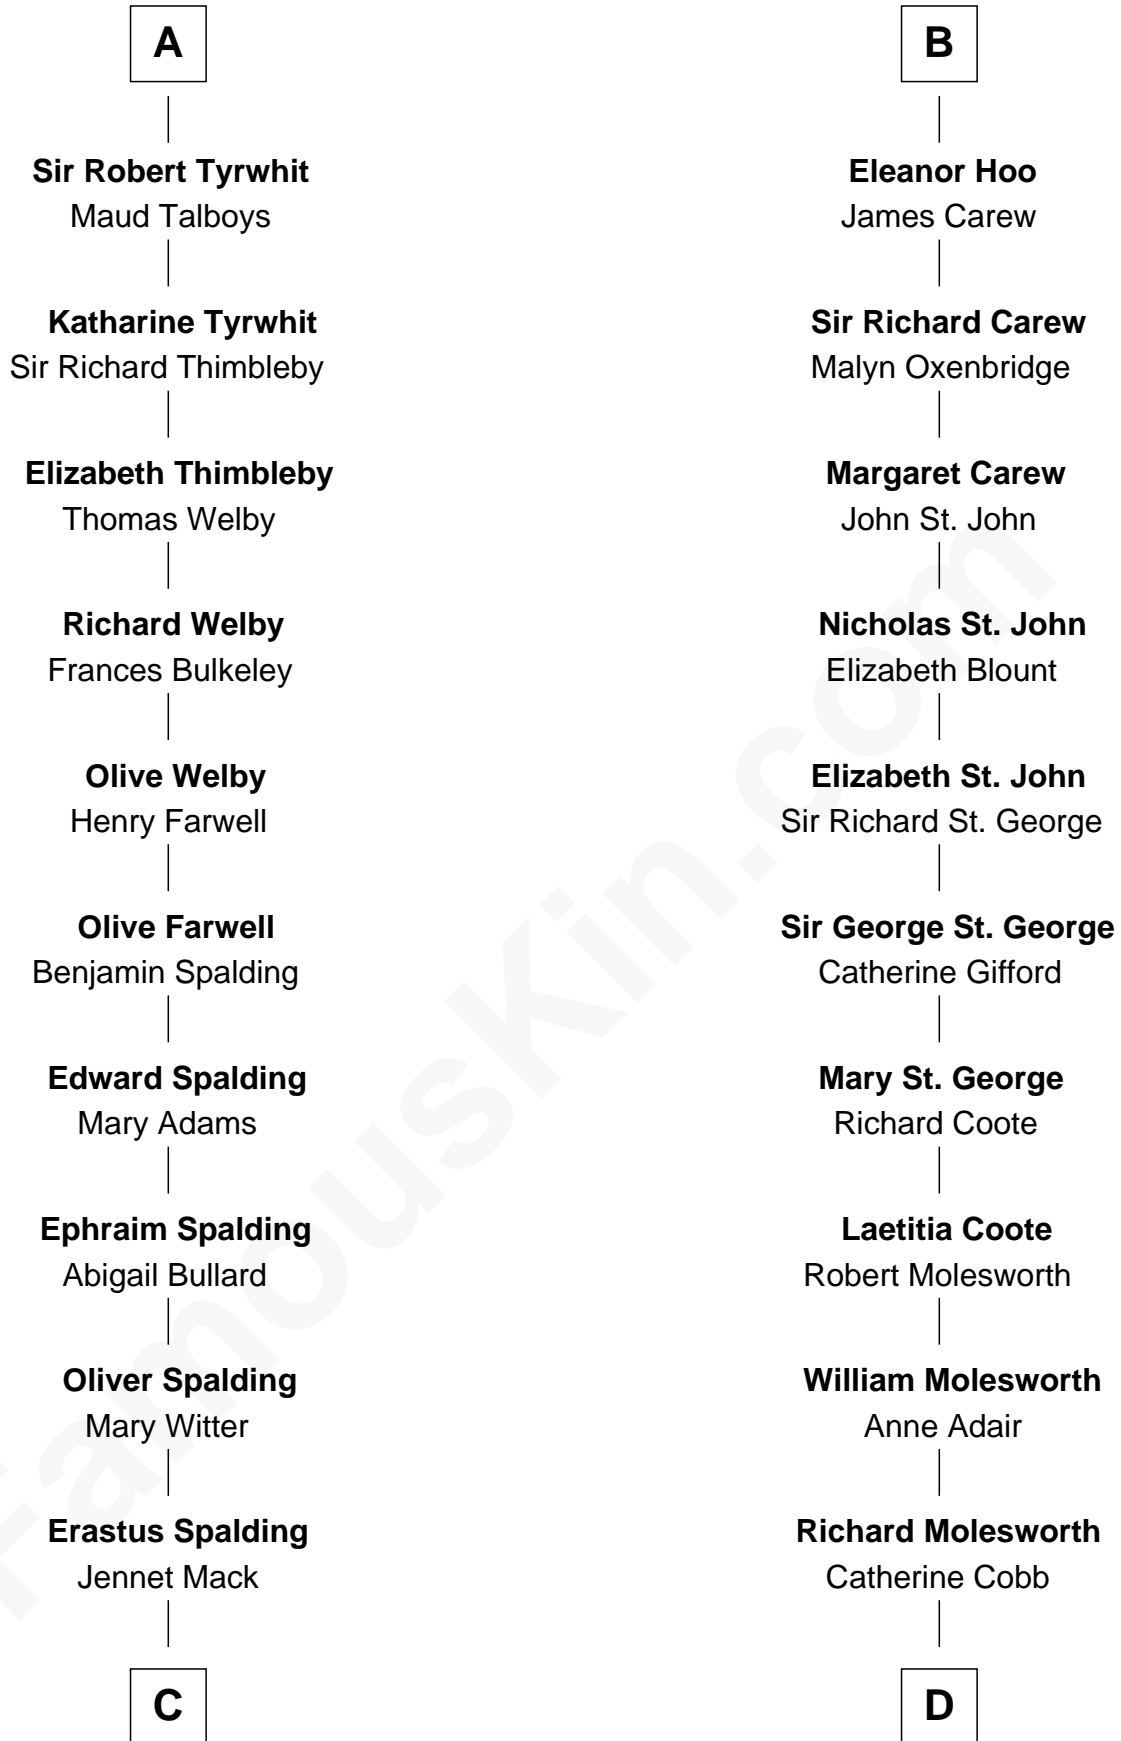 A
Sir Robert Tyrwhit
Maud Talboys
Katharine Tyrwhit
Sir Richard Thimbleby
Elizabeth Thimbleby
Thomas Welby
Richard Welby
Frances Bulkeley
Olive Welby
Henry Farwell
Olive Farwell
Benjamin Spalding
Edward Spalding
Mary Adams
Ephraim Spalding
Abigail Bullard
Oliver Spalding
Mary Witter
Erastus Spalding
Jennet Mack
C
B
Eleanor Hoo
James Carew
Sir Richard Carew
Malyn Oxenbridge
Margaret Carew
John St. John
Nicholas St. John
Elizabeth Blount
Elizabeth St. John
Sir Richard St. George
Sir George St. George
Catherine Gifford
Mary St. George
Richard Coote
Laetitia Coote
Robert Molesworth
William Molesworth
Anne Adair
Richard Molesworth
Catherine Cobb
D
FamousKin.com